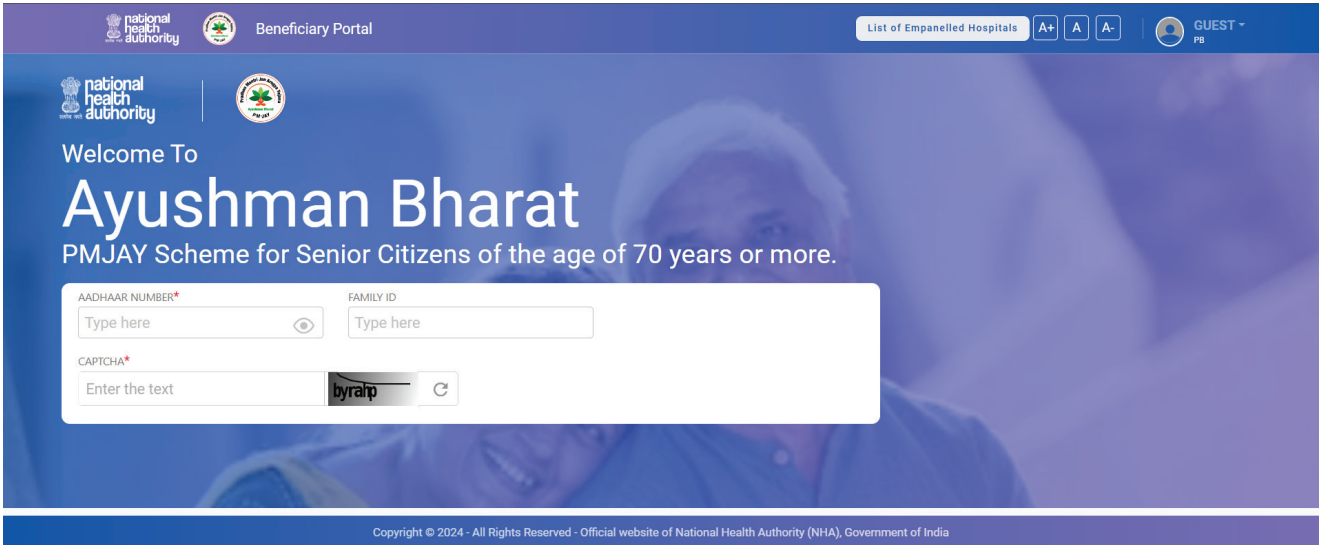 national
health
authority
Beneficiary Portal
List of Empanelled Hospitals
A+
A
A-
GUEST
PB
national
health
authority
PM-JAY
Welcome To
Ayushman Bharat
PMJAY Scheme for Senior Citizens of the age of 70 years or more.
AADHAAR NUMBER*
FAMILY ID
Type here
Type here
CAPTCHA*
Enter the text
byrahp
Copyright © 2024 - All Rights Reserved - Official website of National Health Authority (NHA), Government of India